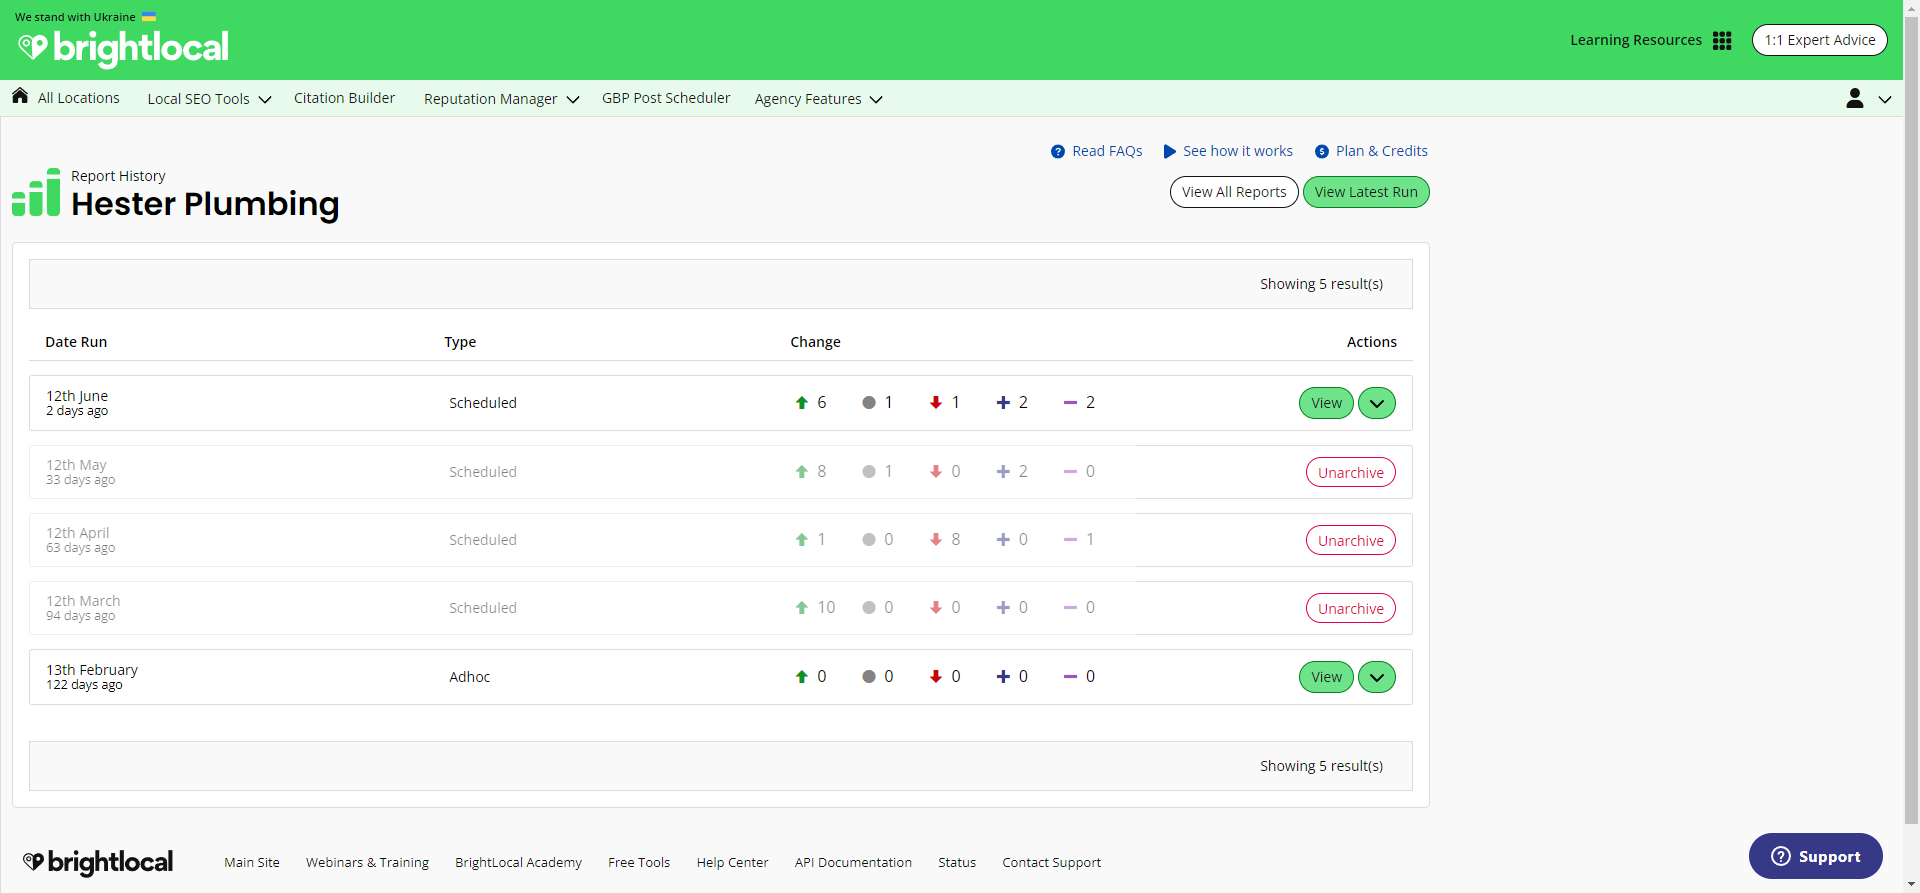 We stand with Ukraine
brightlocal
Learning Resources
1:1 Expert Advice
All Locations
Local SEO Tools
Citation Builder
Reputation Manager
GBP Post Scheduler
Agency Features
Read FAQs
See how it works
Plan & Credits
Report History
Hester Plumbing
View All Reports
View Latest Run
Showing 5 result(s)
Date Run Type Change Actions
12th June
2 days ago
Scheduled 6 1 1 2 2 View
12th May
33 days ago
Scheduled 8 1 0 2 0 Unarchive
12th April
63 days ago
Scheduled 1 0 8 0 1 Unarchive
12th March
94 days ago
Scheduled 10 0 0 0 0 Unarchive
13th February
122 days ago
Adhoc 0 0 0 0 0 View
Showing 5 result(s)
brightlocal
Main Site
Webinars & Training
BrightLocal Academy
Free Tools
Help Center
API Documentation
Status
Contact Support
Support